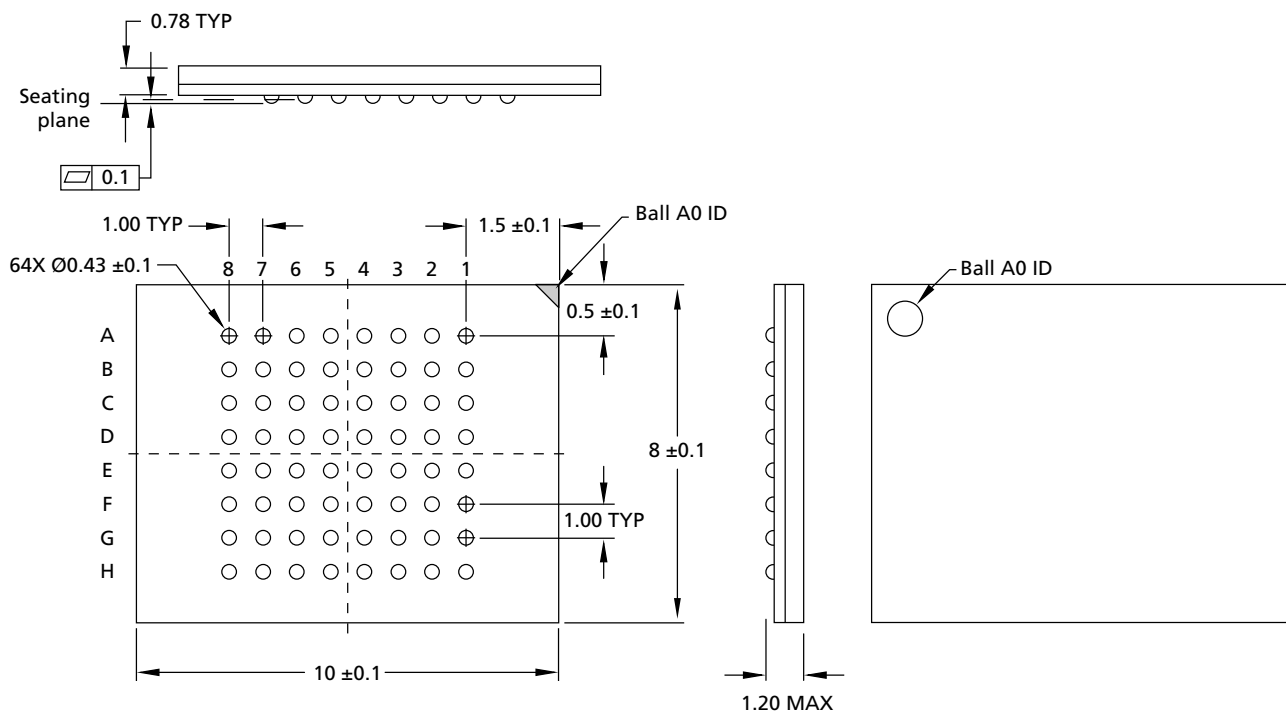 0.78 TYP
Seating
plane
0.1
1.00 TYP
1.5 ±0.1
Ball A0 ID
64X Ø0.43 ±0.1
8 7 6 5 4 3 2 1
Ball A0 ID
0.5 ±0.1
A
B
C
D
8 ±0.1
E
F
1.00 TYP
G
H
10 ±0.1
1.20 MAX